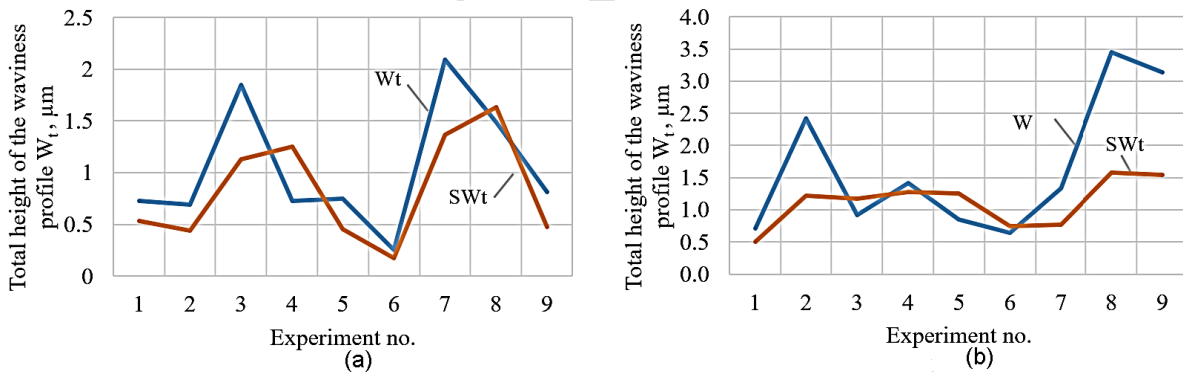 Total height of the waviness
profile Wt, µm
2.5
2
1.5
1
0.5
0
Wt
SWt
1 2 3 4 5 6 7 8 9
Experiment no.
(a)
Total height of the waviness
profile Wt, µm
4.0
3.5
3.0
2.5
2.0
1.5
1.0
0.5
0.0
W
SWt
1 2 3 4 5 6 7 8 9
Experiment no.
(b)